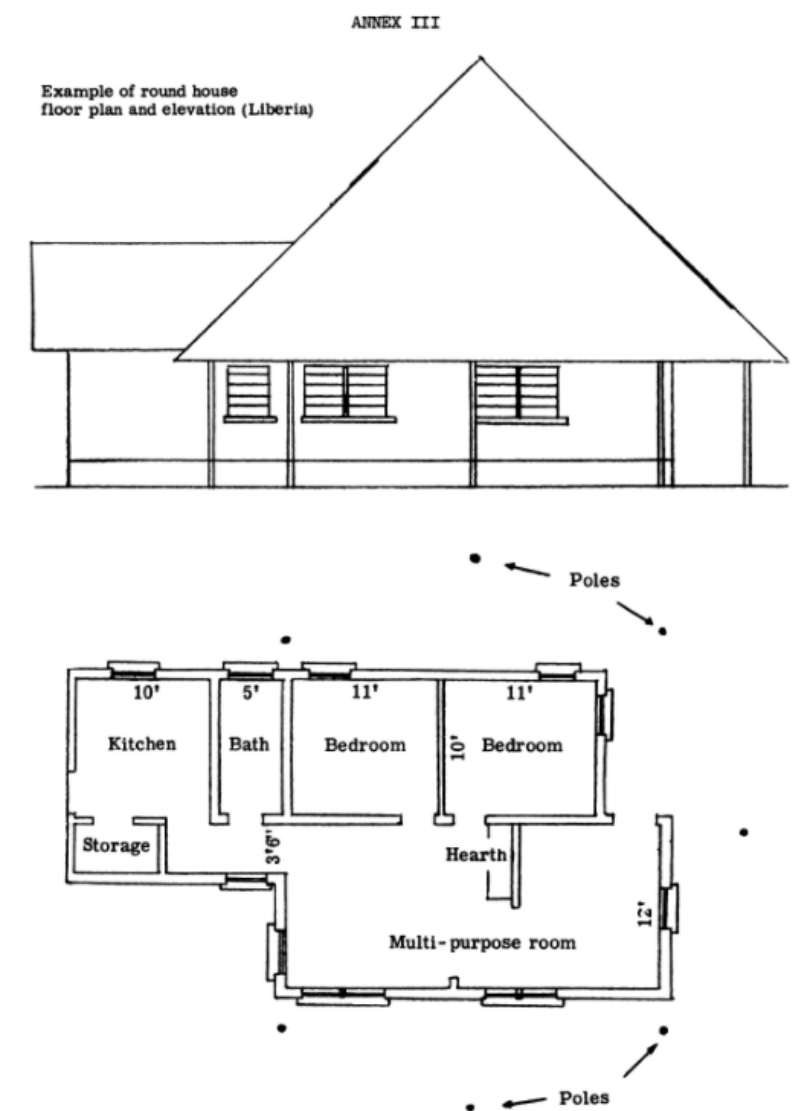 ANNEX III
Example of round house
floor plan and elevation (Liberia)
Poles
10'
5'
11'
11'
Kitchen
Bath
Bedroom
10'
Bedroom
Storage
3'6"
Hearth
12'
Multi-purpose room
Poles